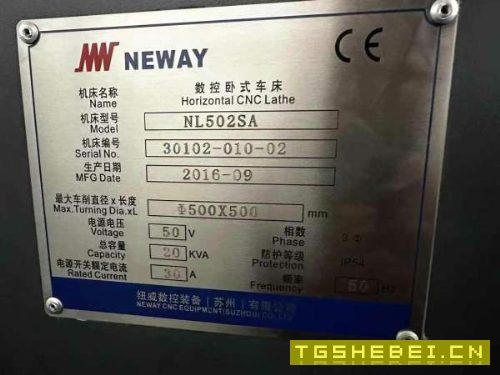 NEWAY CE
机床名称 数控卧式车床
Name Horizontal CNC Lathe
机床型号
Model NL502SA
机床编号
Serial No. 30102-010-02
生产日期
MFG Date 2016-09
最大车削直径 x 长度
Max.Turning Dia.xL Φ500X500 mm
电源电压 相数
Voltage 50 V Phase 3 Φ
总容量 防护等级
Capacity 20 KVA Protection IP54
电源开关额定电流 频率
Rated Current 30 A Frequency 50 Hz
纽威数控装备(苏州)有限公司
NEWAY CNC EQUIPMENT(SUZHOU) CO.,LTD
TGSHEBEI.CN